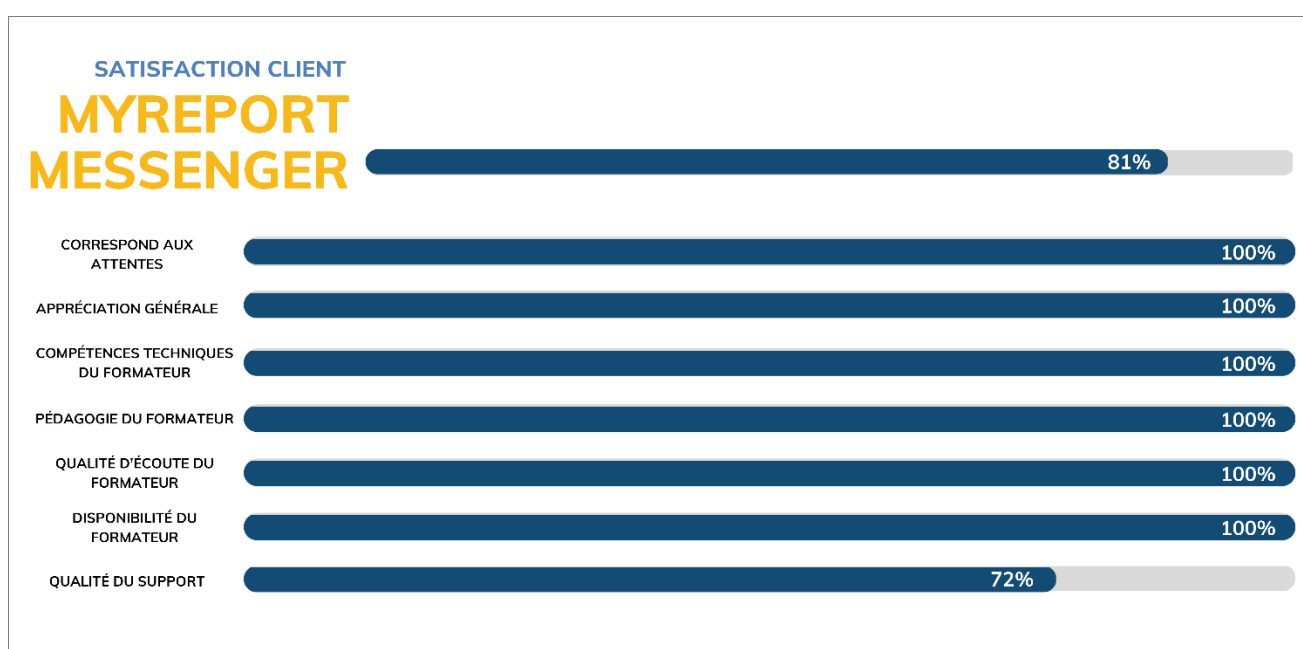 SATISFACTION CLIENT
MYREPORT
MESSENGER
81%
CORRESPOND AUX
ATTENTES
100%
APPRÉCIATION GÉNÉRALE
100%
COMPÉTENCES TECHNIQUES
DU FORMATEUR
100%
PÉDAGOGIE DU FORMATEUR
100%
QUALITÉ D'ÉCOUTE DU
FORMATEUR
100%
DISPONIBILITÉ DU
FORMATEUR
100%
QUALITÉ DU SUPPORT
72%